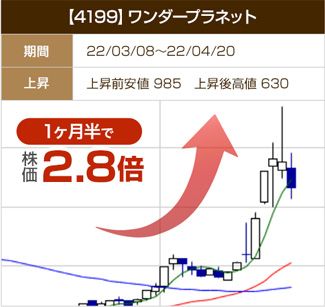 【4199】ワンダープラネット
期間 22/03/08～22/04/20
上昇 上昇前安値 985 上昇後高値 630
1ヶ月半で
株価2.8倍